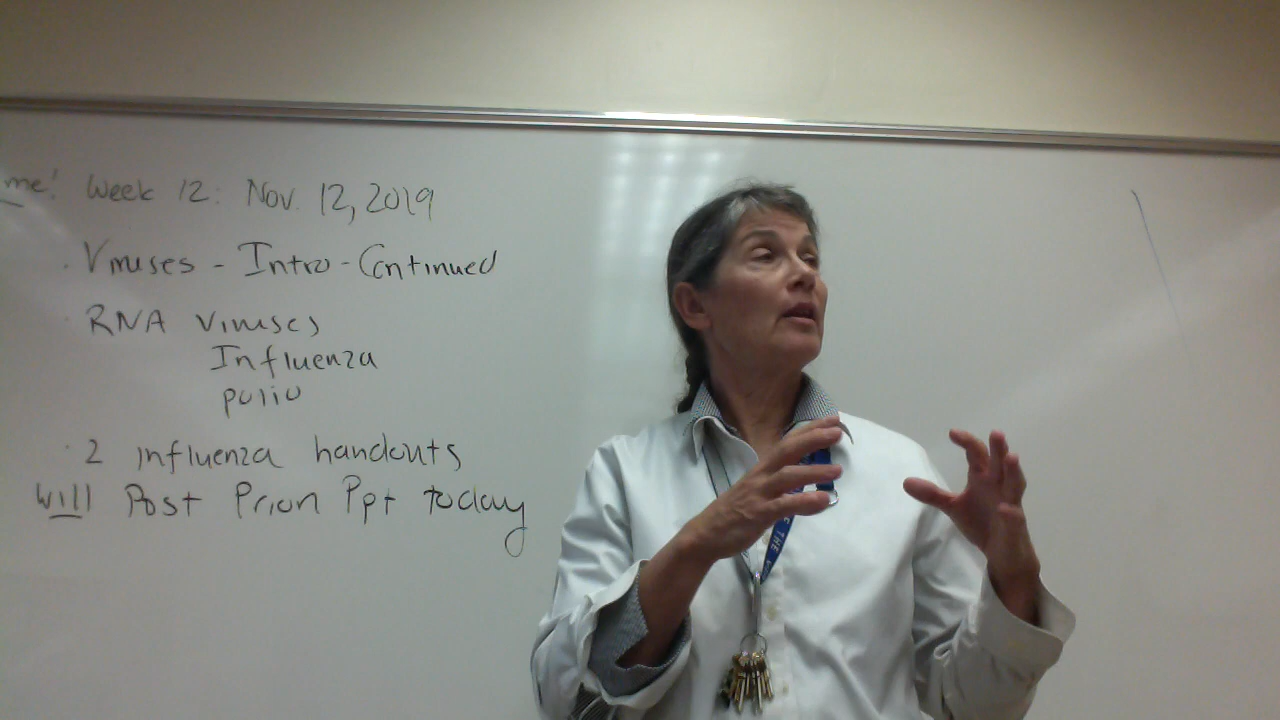 me! Week 12: Nov. 12, 2019
· Viruses - Intro - Continued
· RNA Viruses
Influenza
polio
· 2 influenza handouts
will Post Prion Ppt today
THE